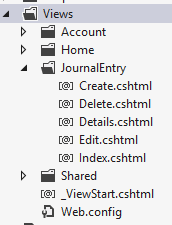 Views
Account
Home
JournalEntry
Create.cshtml
Delete.cshtml
Details.cshtml
Edit.cshtml
Index.cshtml
Shared
_ViewStart.cshtml
Web.config